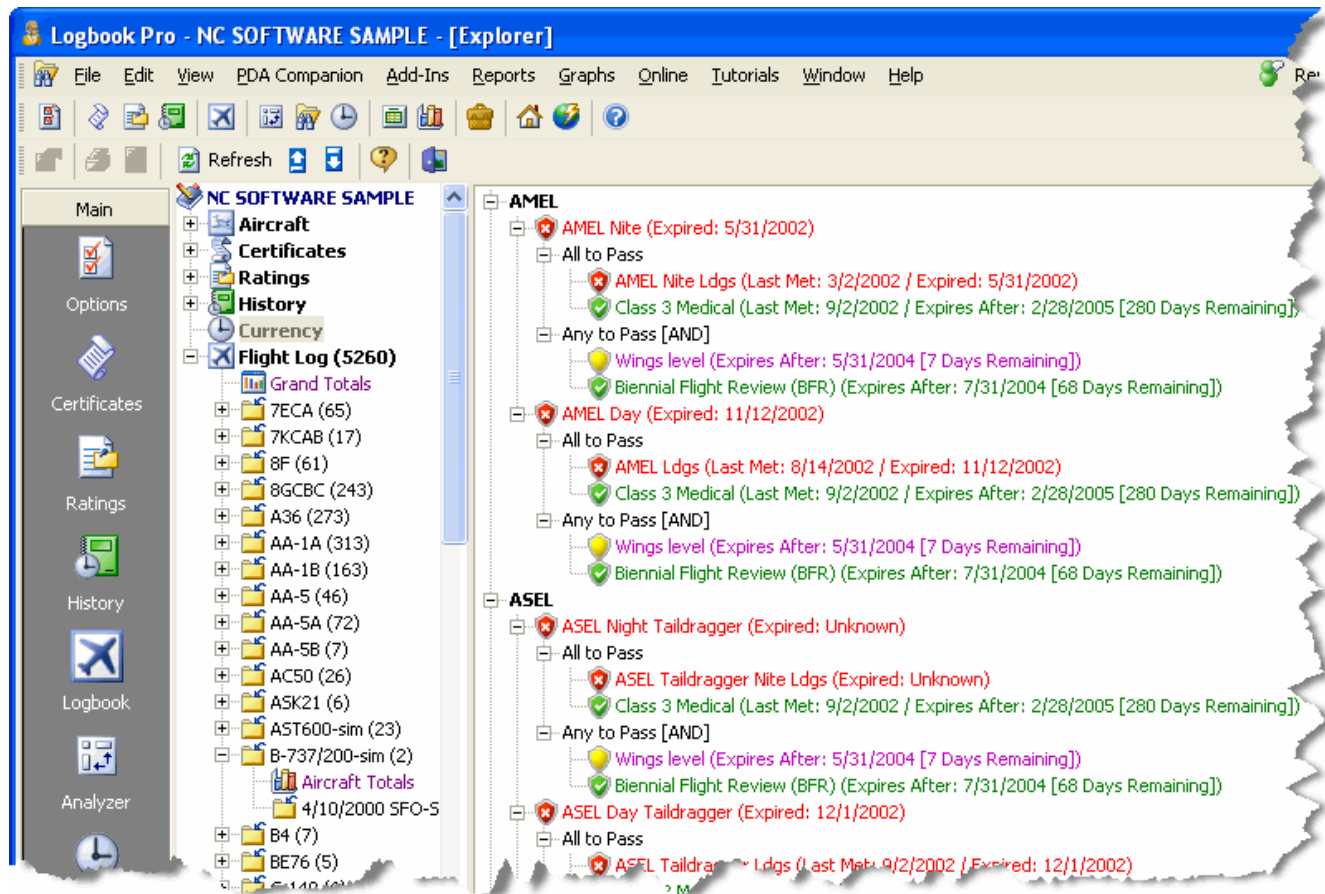 Logbook Pro - NC SOFTWARE SAMPLE - [Explorer]
File Edit View PDA Companion Add-Ins Reports Graphs Online Tutorials Window Help
Refresh
Main
Options
Certificates
Ratings
History
Logbook
Analyzer
NC SOFTWARE SAMPLE
Aircraft
Certificates
Ratings
History
Currency
Flight Log (5260)
Grand Totals
7ECA (65)
7KCAB (17)
8F (61)
8GCBC (243)
A36 (273)
AA-1A (313)
AA-1B (163)
AA-5 (46)
AA-5A (72)
AA-5B (7)
AC50 (26)
ASK21 (6)
AST600-sim (23)
B-737/200-sim (2)
Aircraft Totals
4/10/2000 SFO-S
B4 (7)
BE76 (5)
AMEL
AMEL Nite (Expired: 5/31/2002)
All to Pass
AMEL Nite Ldgs (Last Met: 3/2/2002 / Expired: 5/31/2002)
Class 3 Medical (Last Met: 9/2/2002 / Expires After: 2/28/2005 [280 Days Remaining])
Any to Pass [AND]
Wings level (Expires After: 5/31/2004 [7 Days Remaining])
Biennial Flight Review (BFR) (Expires After: 7/31/2004 [68 Days Remaining])
AMEL Day (Expired: 11/12/2002)
All to Pass
AMEL Ldgs (Last Met: 8/14/2002 / Expired: 11/12/2002)
Class 3 Medical (Last Met: 9/2/2002 / Expires After: 2/28/2005 [280 Days Remaining])
Any to Pass [AND]
Wings level (Expires After: 5/31/2004 [7 Days Remaining])
Biennial Flight Review (BFR) (Expires After: 7/31/2004 [68 Days Remaining])
ASEL
ASEL Night Taildragger (Expired: Unknown)
All to Pass
ASEL Taildragger Nite Ldgs (Expired: Unknown)
Class 3 Medical (Last Met: 9/2/2002 / Expires After: 2/28/2005 [280 Days Remaining])
Any to Pass [AND]
Wings level (Expires After: 5/31/2004 [7 Days Remaining])
Biennial Flight Review (BFR) (Expires After: 7/31/2004 [68 Days Remaining])
ASEL Day Taildragger (Expired: 12/1/2002)
All to Pass
ASEL Taildragger Ldgs (Last Met: 9/2/2002 / Expired: 12/1/2002)